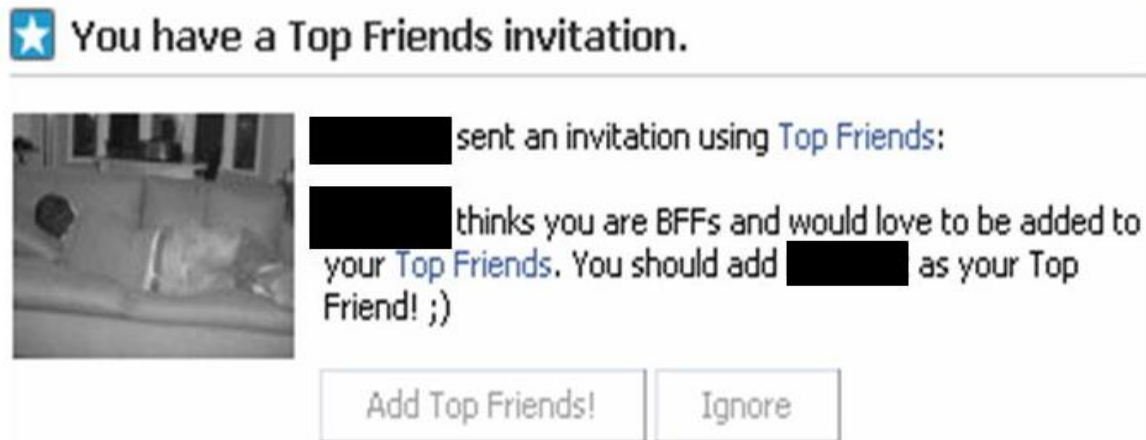 You have a Top Friends invitation.
sent an invitation using Top Friends:
thinks you are BFFs and would love to be added to
your Top Friends. You should add as your Top
Friend! ;)
Add Top Friends! Ignore